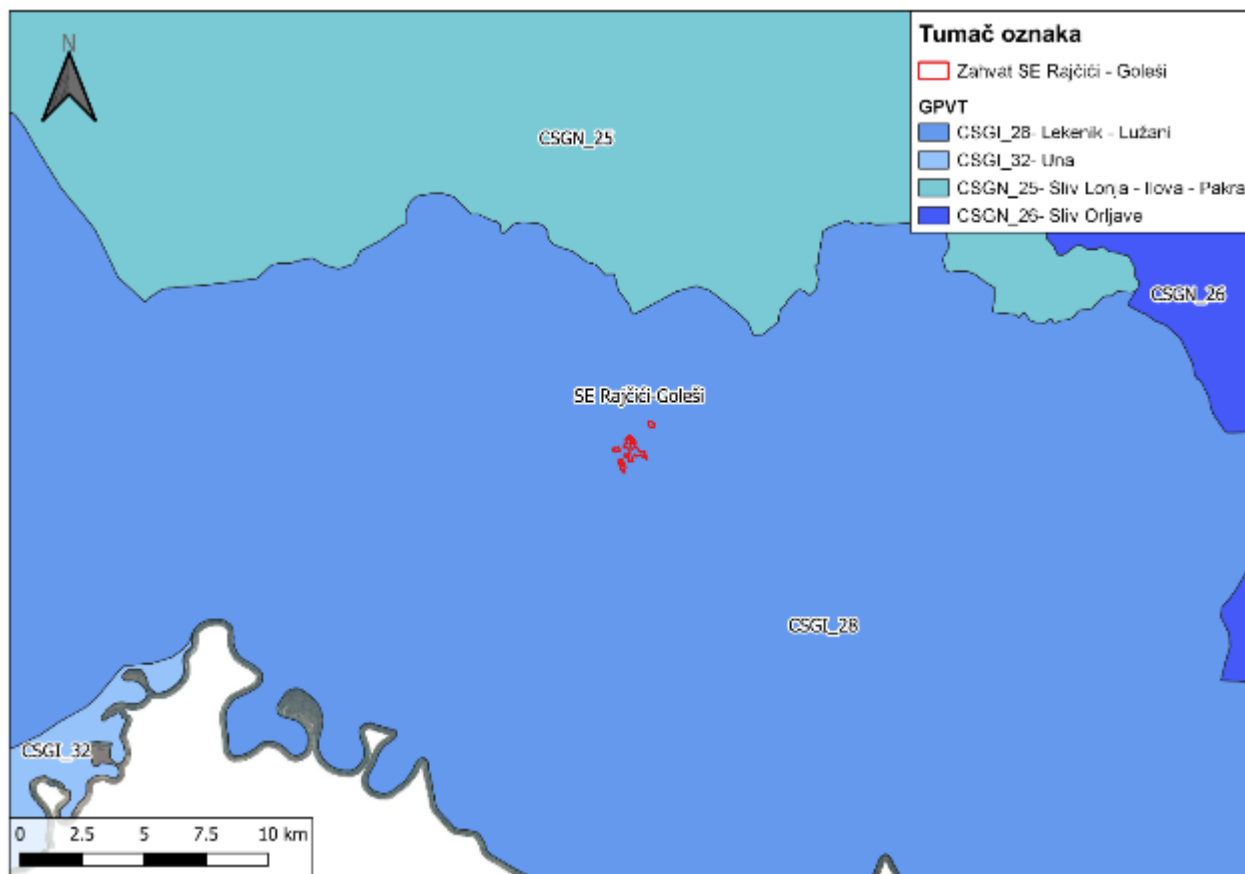 N
Tumač oznaka
Zahvat SE Rajčići - Goleši
GPVT
CSGI_28- Lekenik - Lužani
CSGI_32- Una
CSGN_25- Sliv Lonja - Ilova - Pakra
CSGN_26- Sliv Orljave
CSGN_25
CSGN_26
SE Rajčići-Goleši
CSGI_28
CSGI_32
0 2.5 5 7.5 10 km